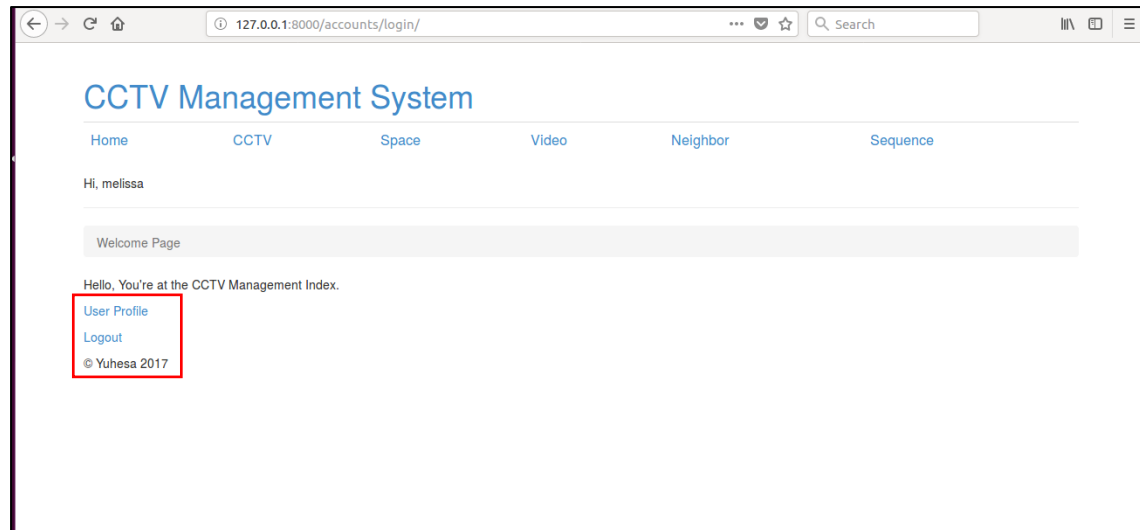 127.0.0.1:8000/accounts/login/ ... Search
CCTV Management System
Home CCTV Space Video Neighbor Sequence
Hi, melissa
Welcome Page
Hello, You're at the CCTV Management Index.
User Profile
Logout
© Yuhesa 2017